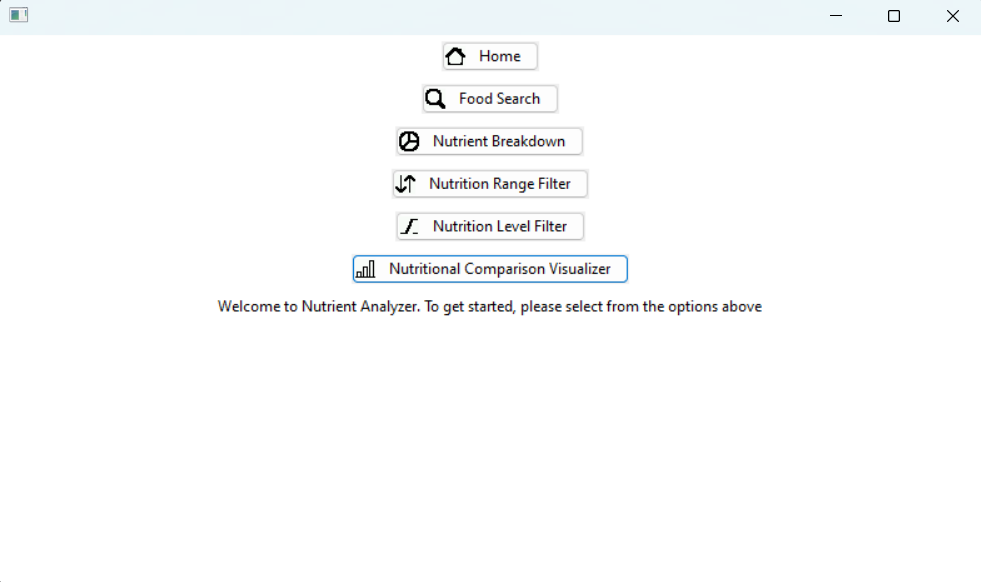 Home
Food Search
Nutrient Breakdown
Nutrition Range Filter
Nutrition Level Filter
Nutritional Comparison Visualizer
Welcome to Nutrient Analyzer. To get started, please select from the options above